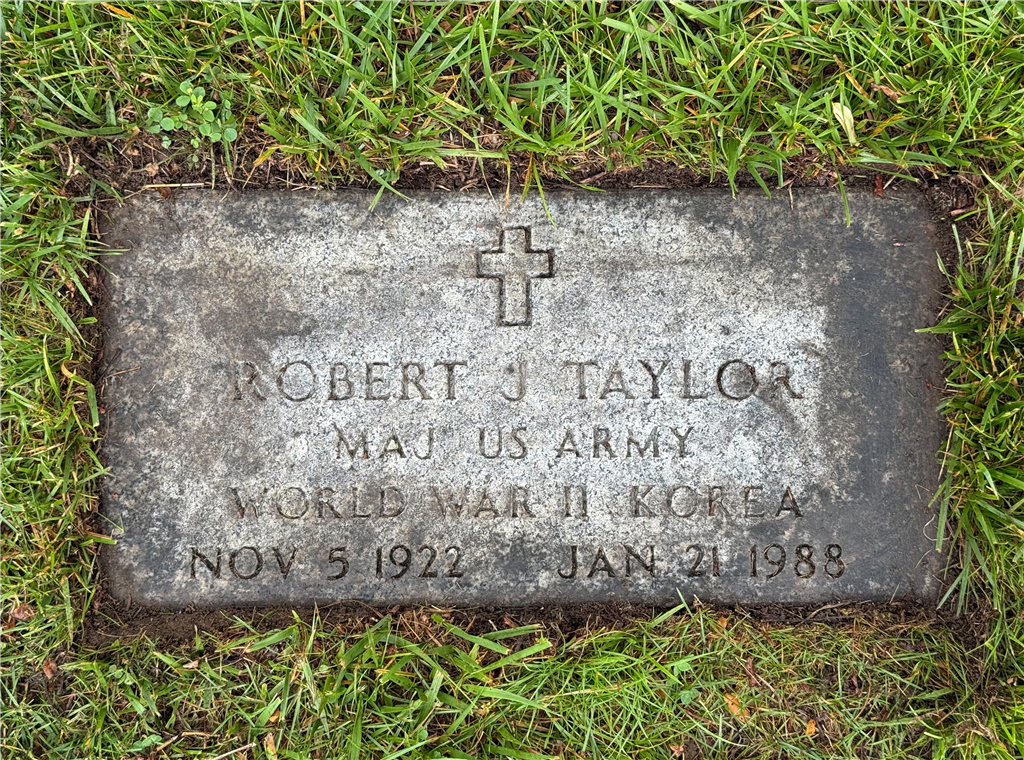 ROBERT J TAYLOR
MAJ US ARMY
WORLD WAR II KOREA
NOV 5 1922 JAN 21 1988